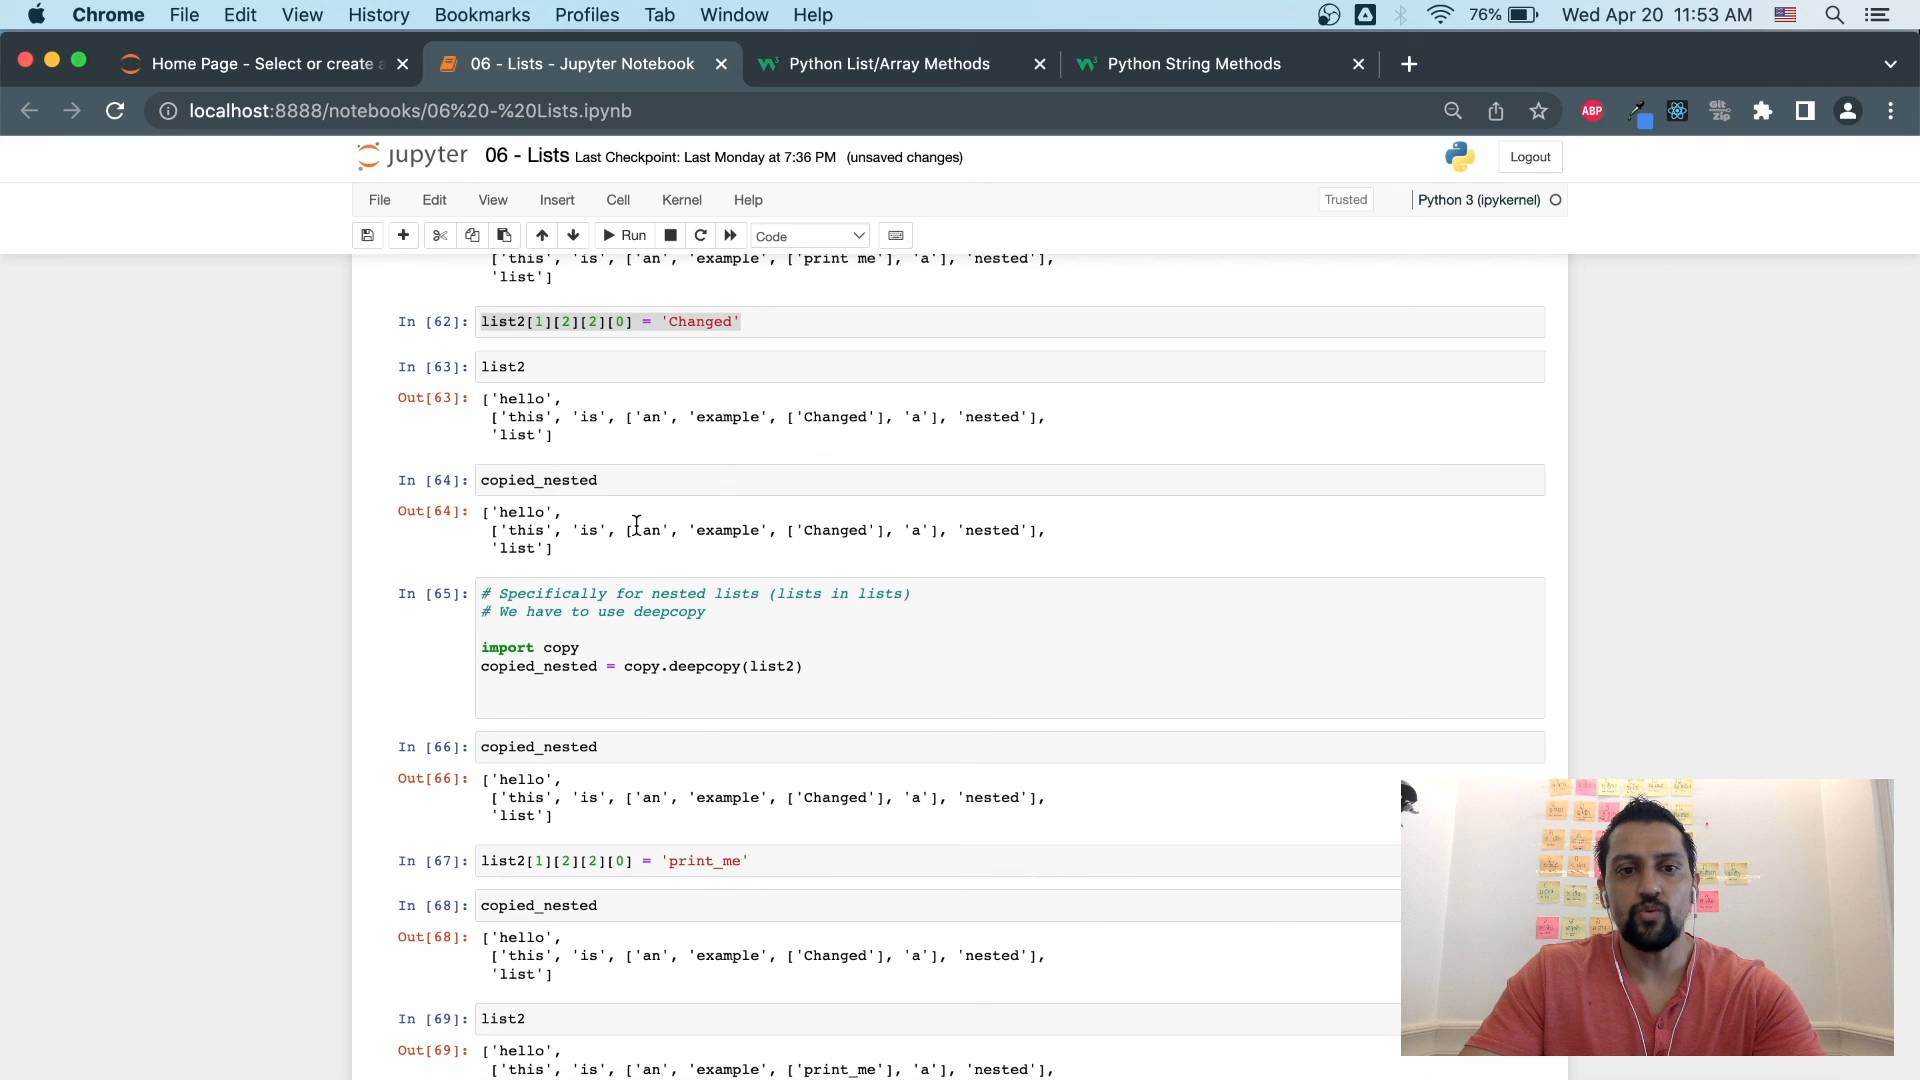 Chrome File Edit View History Bookmarks Profiles Tab Window Help 76% Wed Apr 20 11:53 AM
Home Page - Select or create a 06 - Lists - Jupyter Notebook Python List/Array Methods Python String Methods
localhost:8888/notebooks/06%20-%20Lists.ipynb ABP Git Zip
jupyter 06 - Lists Last Checkpoint: Last Monday at 7:36 PM (unsaved changes) Logout
File Edit View Insert Cell Kernel Help Trusted Python 3 (ipykernel)
Run Code
['this', 'is', ['an', 'example', ['print me'], 'a'], 'nested'],
'list']
In [62]: list2[1][2][2][0] = 'Changed'
In [63]: list2
Out[63]: ['hello',
['this', 'is', ['an', 'example', ['Changed'], 'a'], 'nested'],
'list']
In [64]: copied_nested
Out[64]: ['hello',
['this', 'is', ['an', 'example', ['Changed'], 'a'], 'nested'],
'list']
In [65]: # Specifically for nested lists (lists in lists)
# We have to use deepcopy
import copy
copied_nested = copy.deepcopy(list2)
In [66]: copied_nested
Out[66]: ['hello',
['this', 'is', ['an', 'example', ['Changed'], 'a'], 'nested'],
'list']
In [67]: list2[1][2][2][0] = 'print_me'
In [68]: copied_nested
Out[68]: ['hello',
['this', 'is', ['an', 'example', ['Changed'], 'a'], 'nested'],
'list']
In [69]: list2
Out[69]: ['hello',
['this', 'is', ['an', 'example', ['print_me'], 'a'], 'nested'],